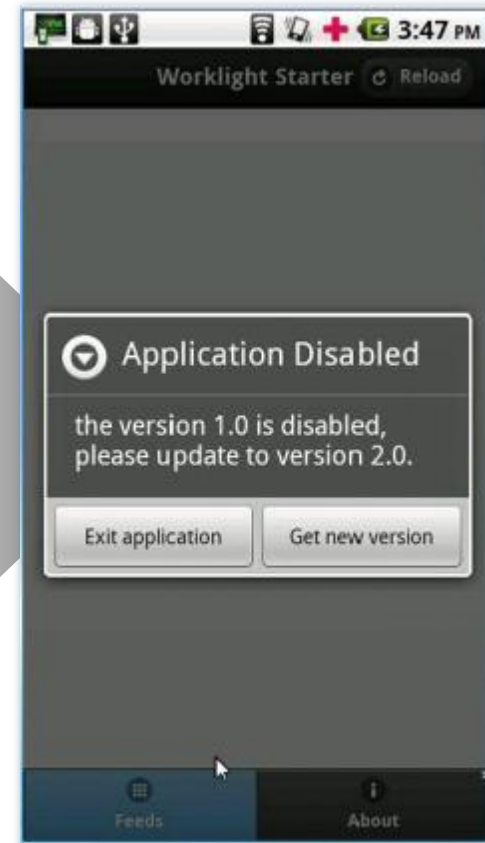 3:47 PM
Worklight Starter Reload
Application Disabled
the version 1.0 is disabled,
please update to version 2.0.
Exit application Get new version
Feeds About